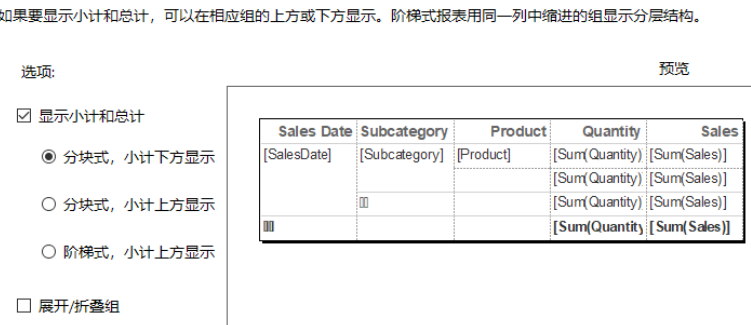 如果要显示小计和总计，可以在相应组的上方或下方显示。阶梯式报表用同一列中缩进的组显示分层结构。
选项:
预览
显示小计和总计
分块式，小计下方显示
分块式，小计上方显示
阶梯式，小计上方显示
展开/折叠组
Sales Date Subcategory Product Quantity Sales
[SalesDate] [Subcategory] [Product] [Sum(Quantity) [Sum(Sales)]
[Sum(Quantity) [Sum(Sales)]
[Sum(Quantity) [Sum(Sales)]
[Sum(Quantity [Sum(Sales)]